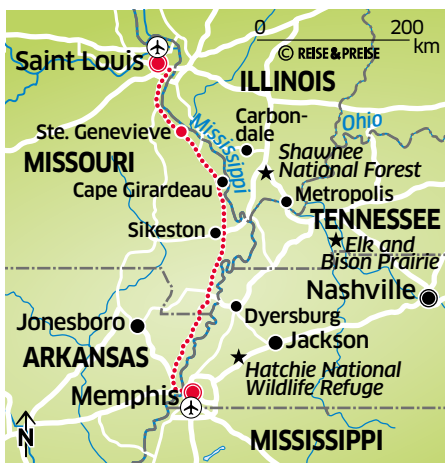 0 200
km
© REISE&PREISE
Saint Louis
ILLINOIS
Ste. Genevieve
Mississippi
Carbon-
dale
Ohio
MISSOURI
Shawnee
National Forest
Cape Girardeau
Metropolis
TENNESSEE
Sikeston
Elk and
Bison Prairie
Nashville
Dyersburg
Jonesboro
Jackson
ARKANSAS
Hatchie National
Wildlife Refuge
Memphis
N
MISSISSIPPI